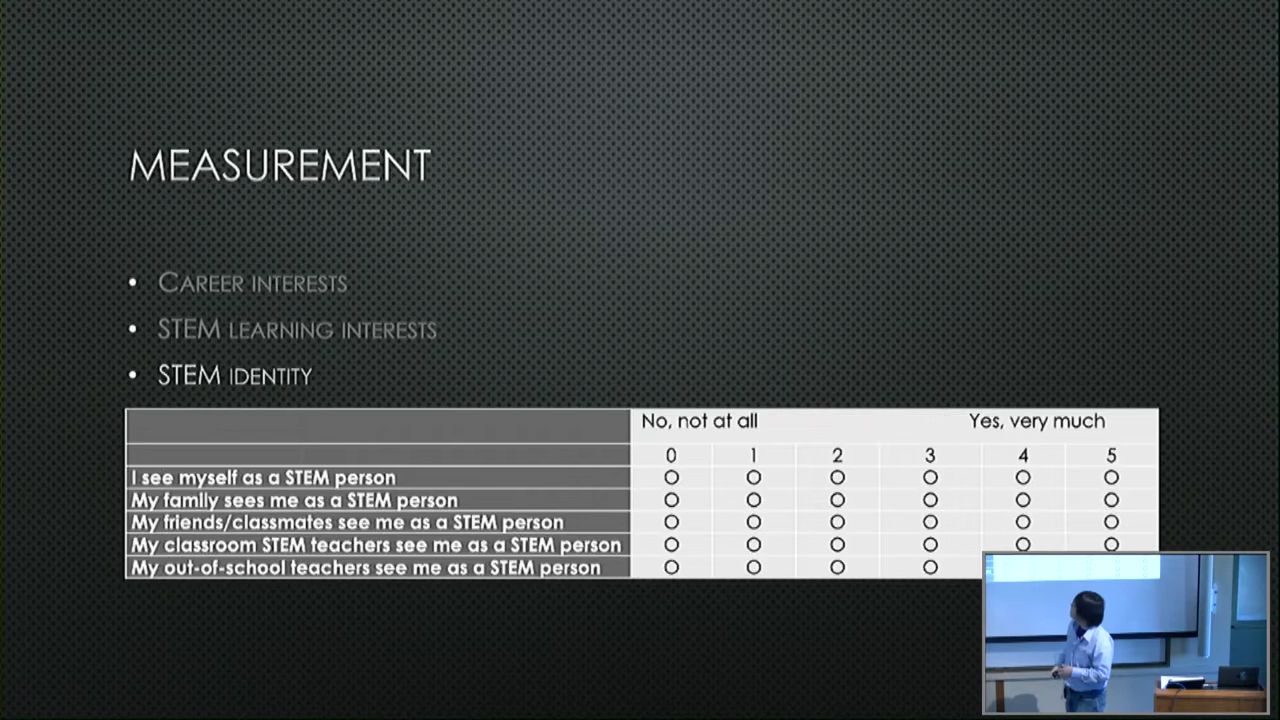 MEASUREMENT
• CAREER INTERESTS
• STEM LEARNING INTERESTS
• STEM IDENTITY
No, not at all Yes, very much
0 1 2 3 4 5
I see myself as a STEM person
My family sees me as a STEM person
My friends/classmates see me as a STEM person
My classroom STEM teachers see me as a STEM person
My out-of-school teachers see me as a STEM person